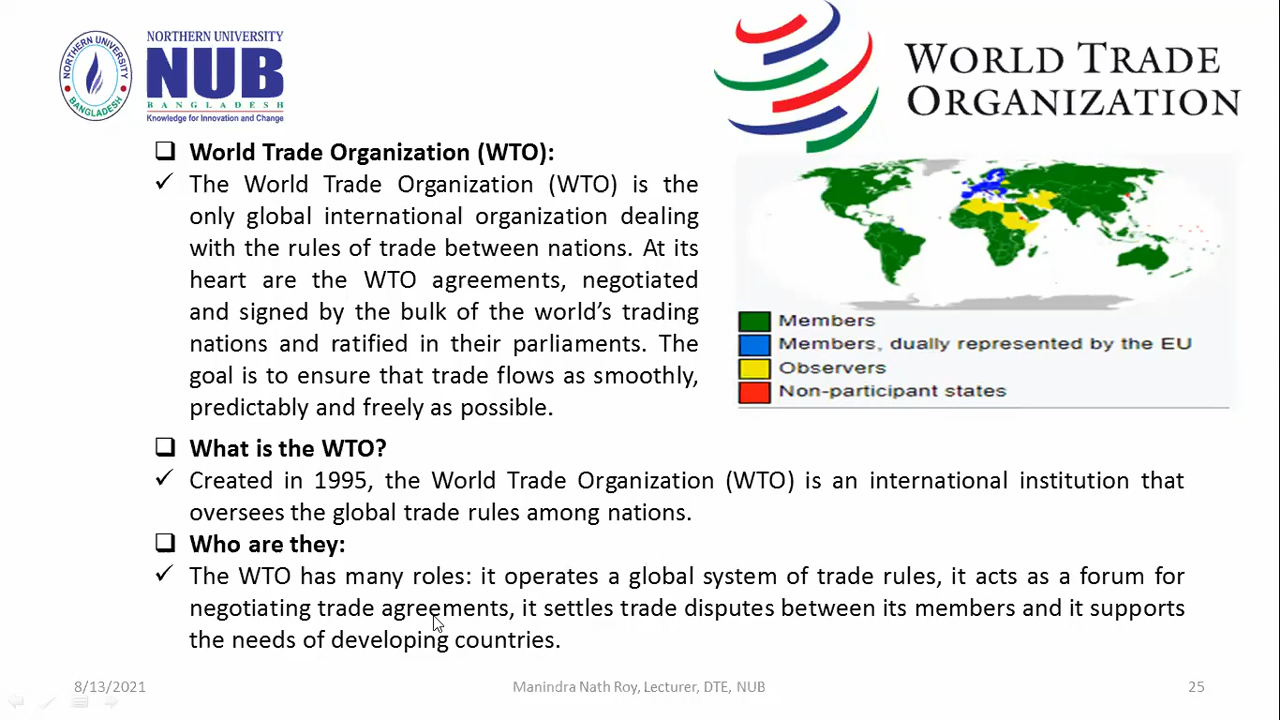 NORTHERN UNIVERSITY
NUB
BANGLADESH
Knowledge for Innovation and Change
NORTHERN UNIVERSITY
BANGLADESH
WORLD TRADE
ORGANIZATION
❑ World Trade Organization (WTO):
✓ The World Trade Organization (WTO) is the
only global international organization dealing
with the rules of trade between nations. At its
heart are the WTO agreements, negotiated
and signed by the bulk of the world’s trading
nations and ratified in their parliaments. The
goal is to ensure that trade flows as smoothly,
predictably and freely as possible.
Members
Members, dually represented by the EU
Observers
Non-participant states
❑ What is the WTO?
✓ Created in 1995, the World Trade Organization (WTO) is an international institution that
oversees the global trade rules among nations.
❑ Who are they:
✓ The WTO has many roles: it operates a global system of trade rules, it acts as a forum for
negotiating trade agreements, it settles trade disputes between its members and it supports
the needs of developing countries.
8/13/2021
Manindra Nath Roy, Lecturer, DTE, NUB
25